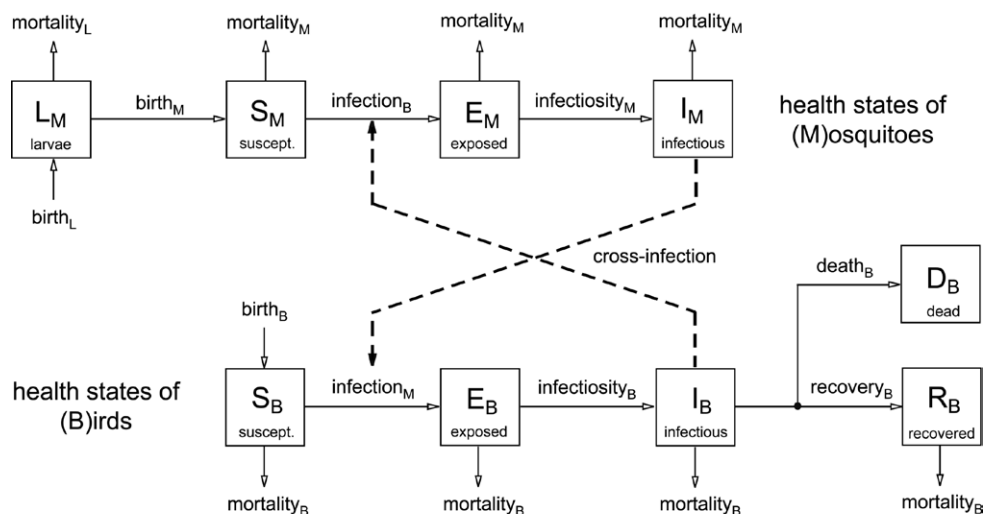 mortality_L
mortality_M
mortality_M
mortality_M
L_M
larvae
birth_M
S_M
suscept.
infection_B
E_M
exposed
infectiosity_M
I_M
infectious
health states of
(M)osquitoes
birth_L
cross-infection
death_B
D_B
dead
birth_B
health states of
(B)irds
S_B
suscept.
infection_M
E_B
exposed
infectiosity_B
I_B
infectious
recovery_B
R_B
recovered
mortality_B
mortality_B
mortality_B
mortality_B